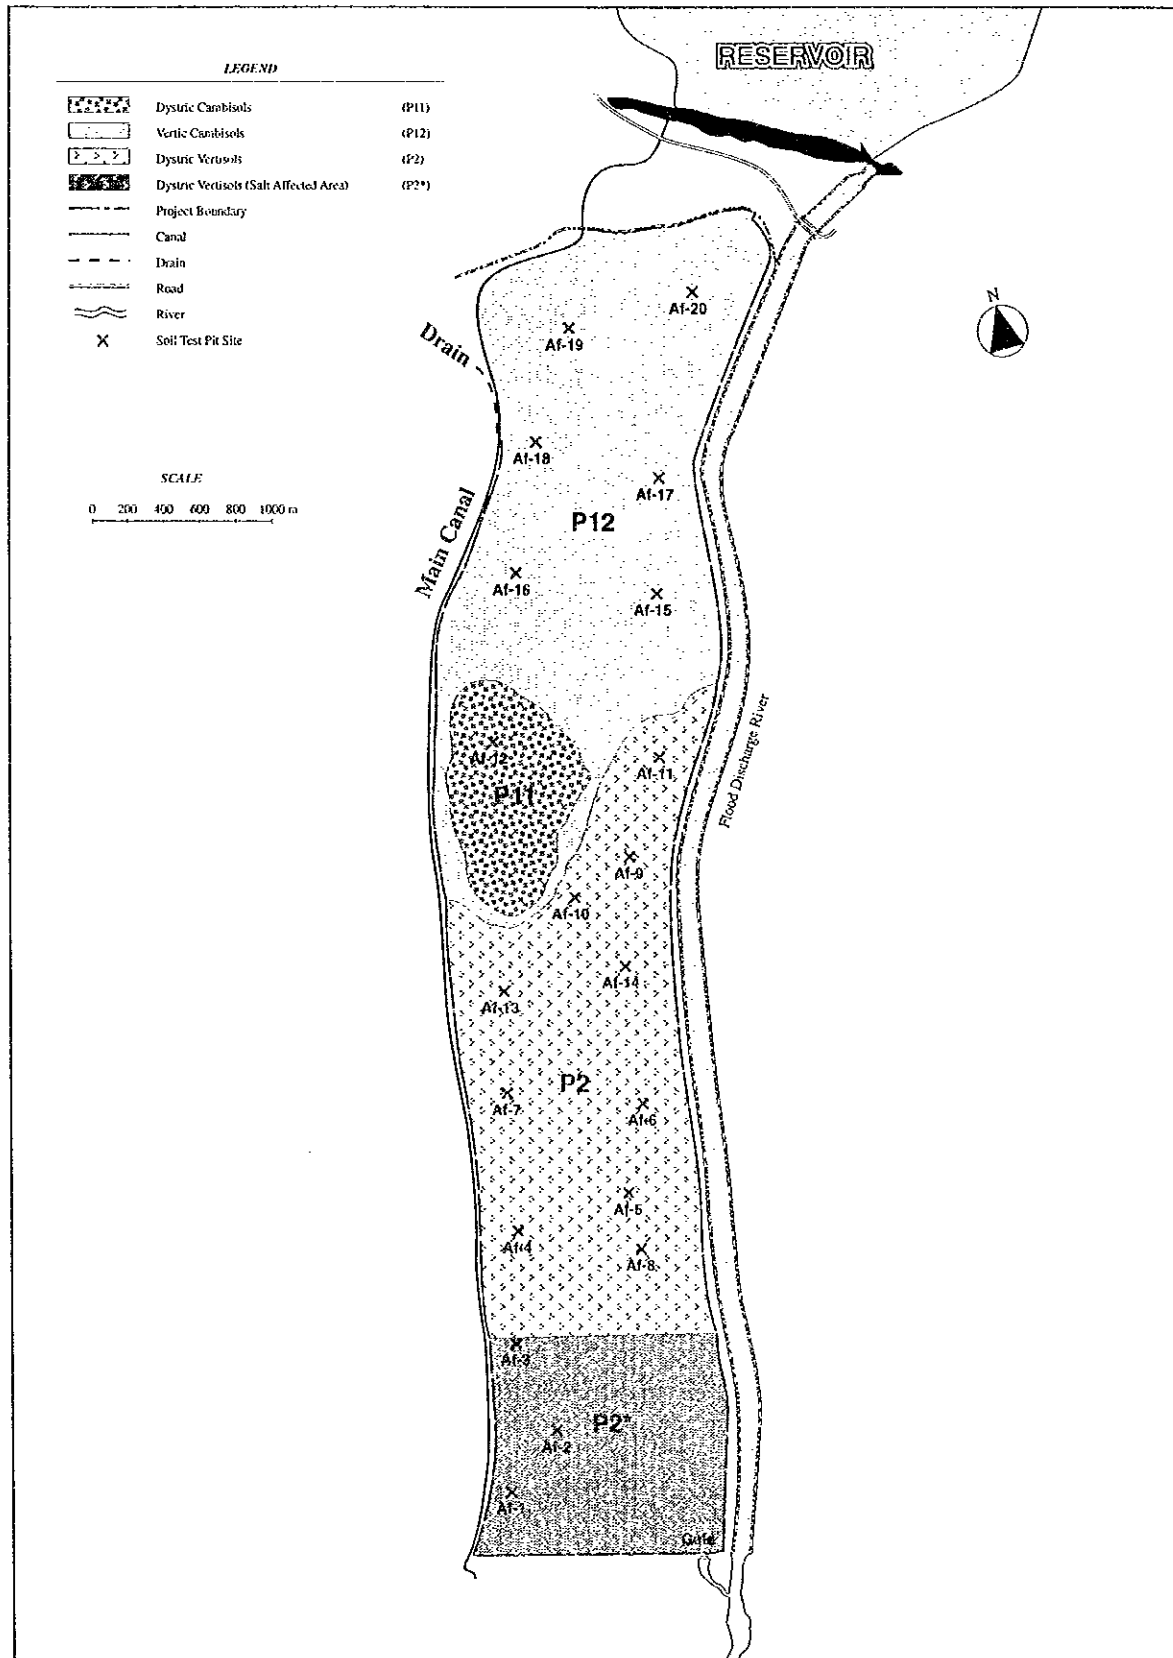 RESERVOIR
LEGEND
Dystric Cambisols (P11)
Vertic Cambisols (P12)
Dystric Vertisols (P2)
Dystric Vertisols (Salt Affected Area) (P2*)
Project Boundary
Canal
Drain
Road
River
X Soil Test Pit Site
N
Af-20
Af-19
Drain
Af-18
Af-17
SCALE
0 200 400 600 800 1000 m
Main Canal
P12
Af-16
Af-15
Flood Discharge River
Af-12
Af-11
P11
Af-9
Af-10
Af-14
Af-13
P2
Af-7
Af-6
Af-5
Af-4
Af-8
Af-3
P2*
Af-2
Af-1
Gate